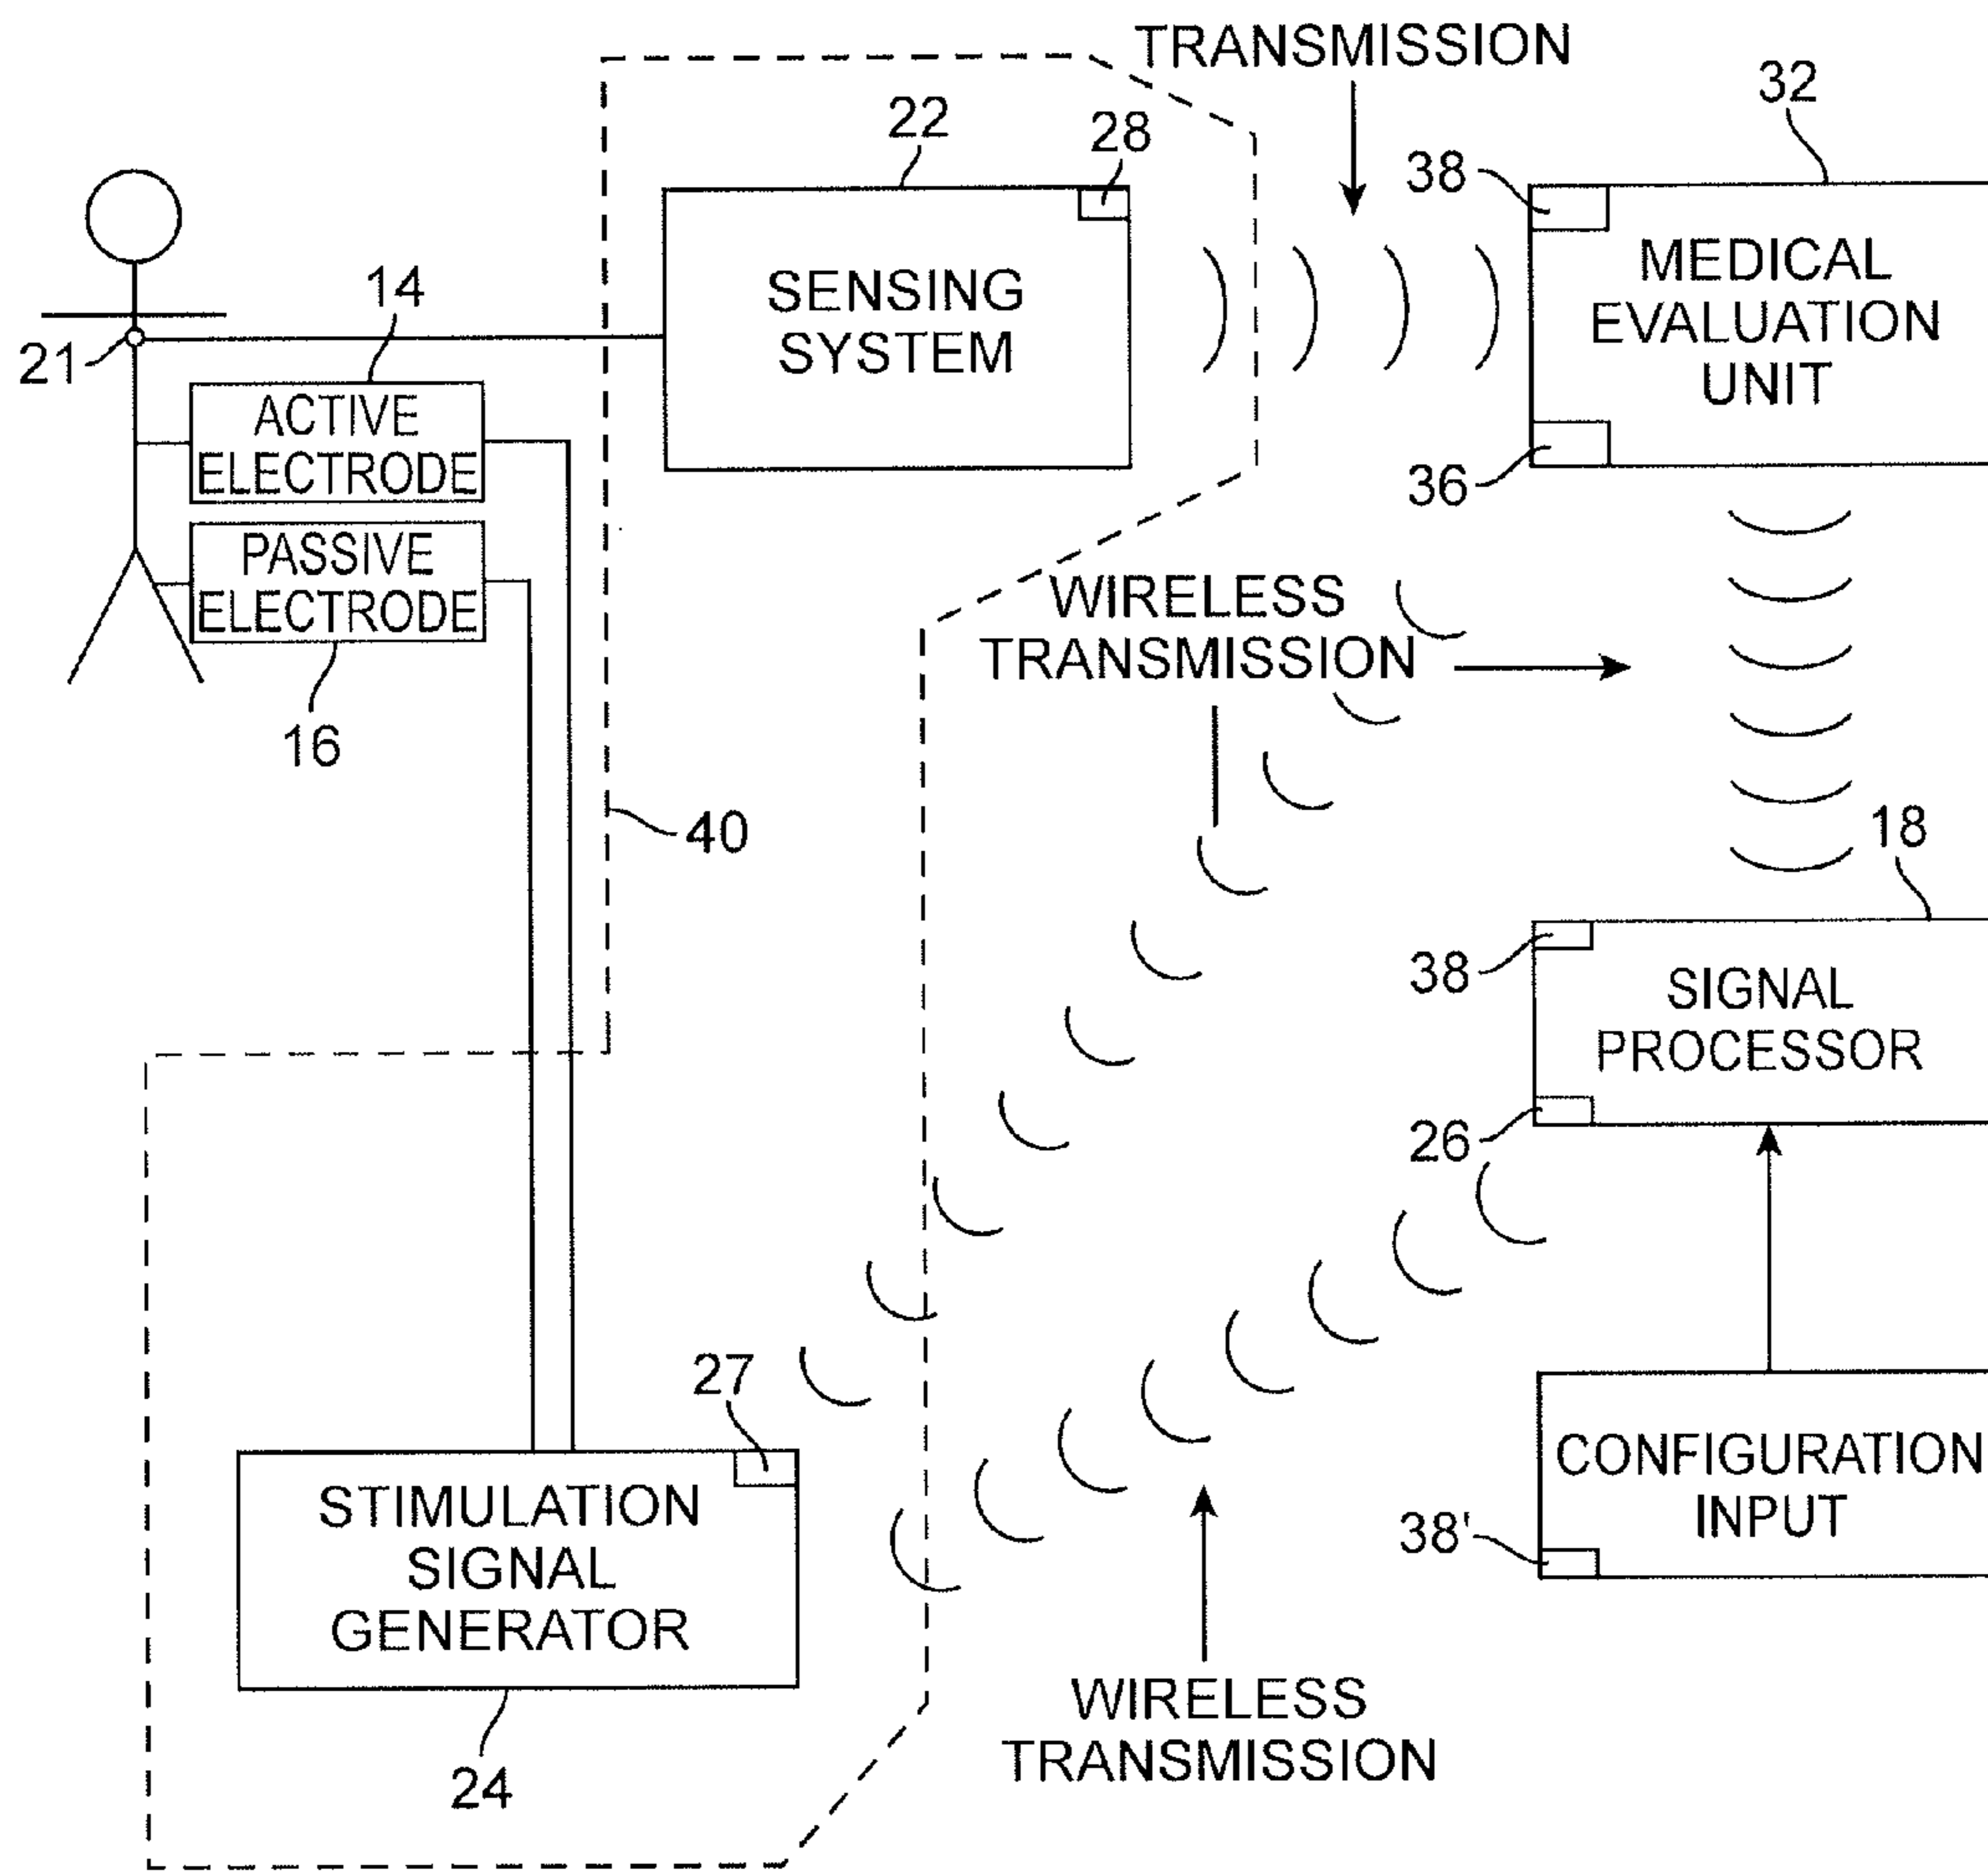 TRANSMISSION
32
22
28
38
SENSING
SYSTEM
MEDICAL
EVALUATION
UNIT
14
21
ACTIVE
ELECTRODE
36
PASSIVE
ELECTRODE
16
WIRELESS
TRANSMISSION
40
18
38
SIGNAL
PROCESSOR
26
27
STIMULATION
SIGNAL
GENERATOR
24
CONFIGURATION
INPUT
38'
WIRELESS
TRANSMISSION